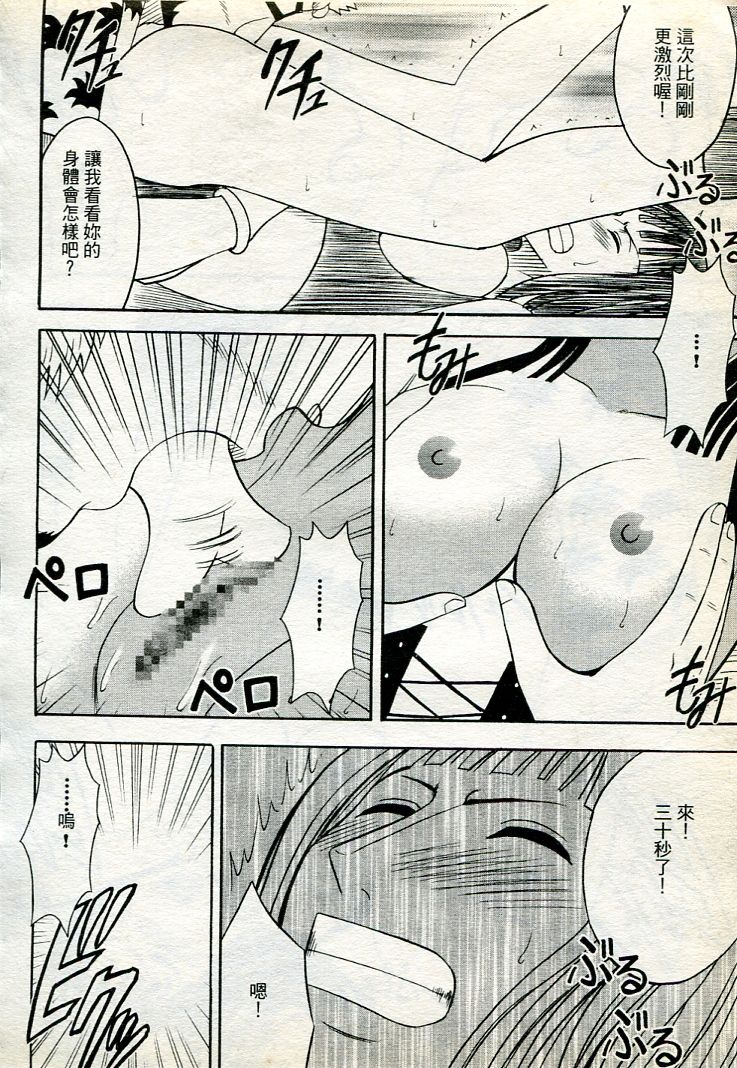 這次比剛剛
更激烈喔！
クチュ
クチュ
讓我看看妳的
身體會怎樣吧？
ぶる
ぶる
……！
もみ
もみ
……！
ペロ
ペロ
來！
三十秒了！
嗯！
ぶる
ぶる
……嗚！
ビクッ